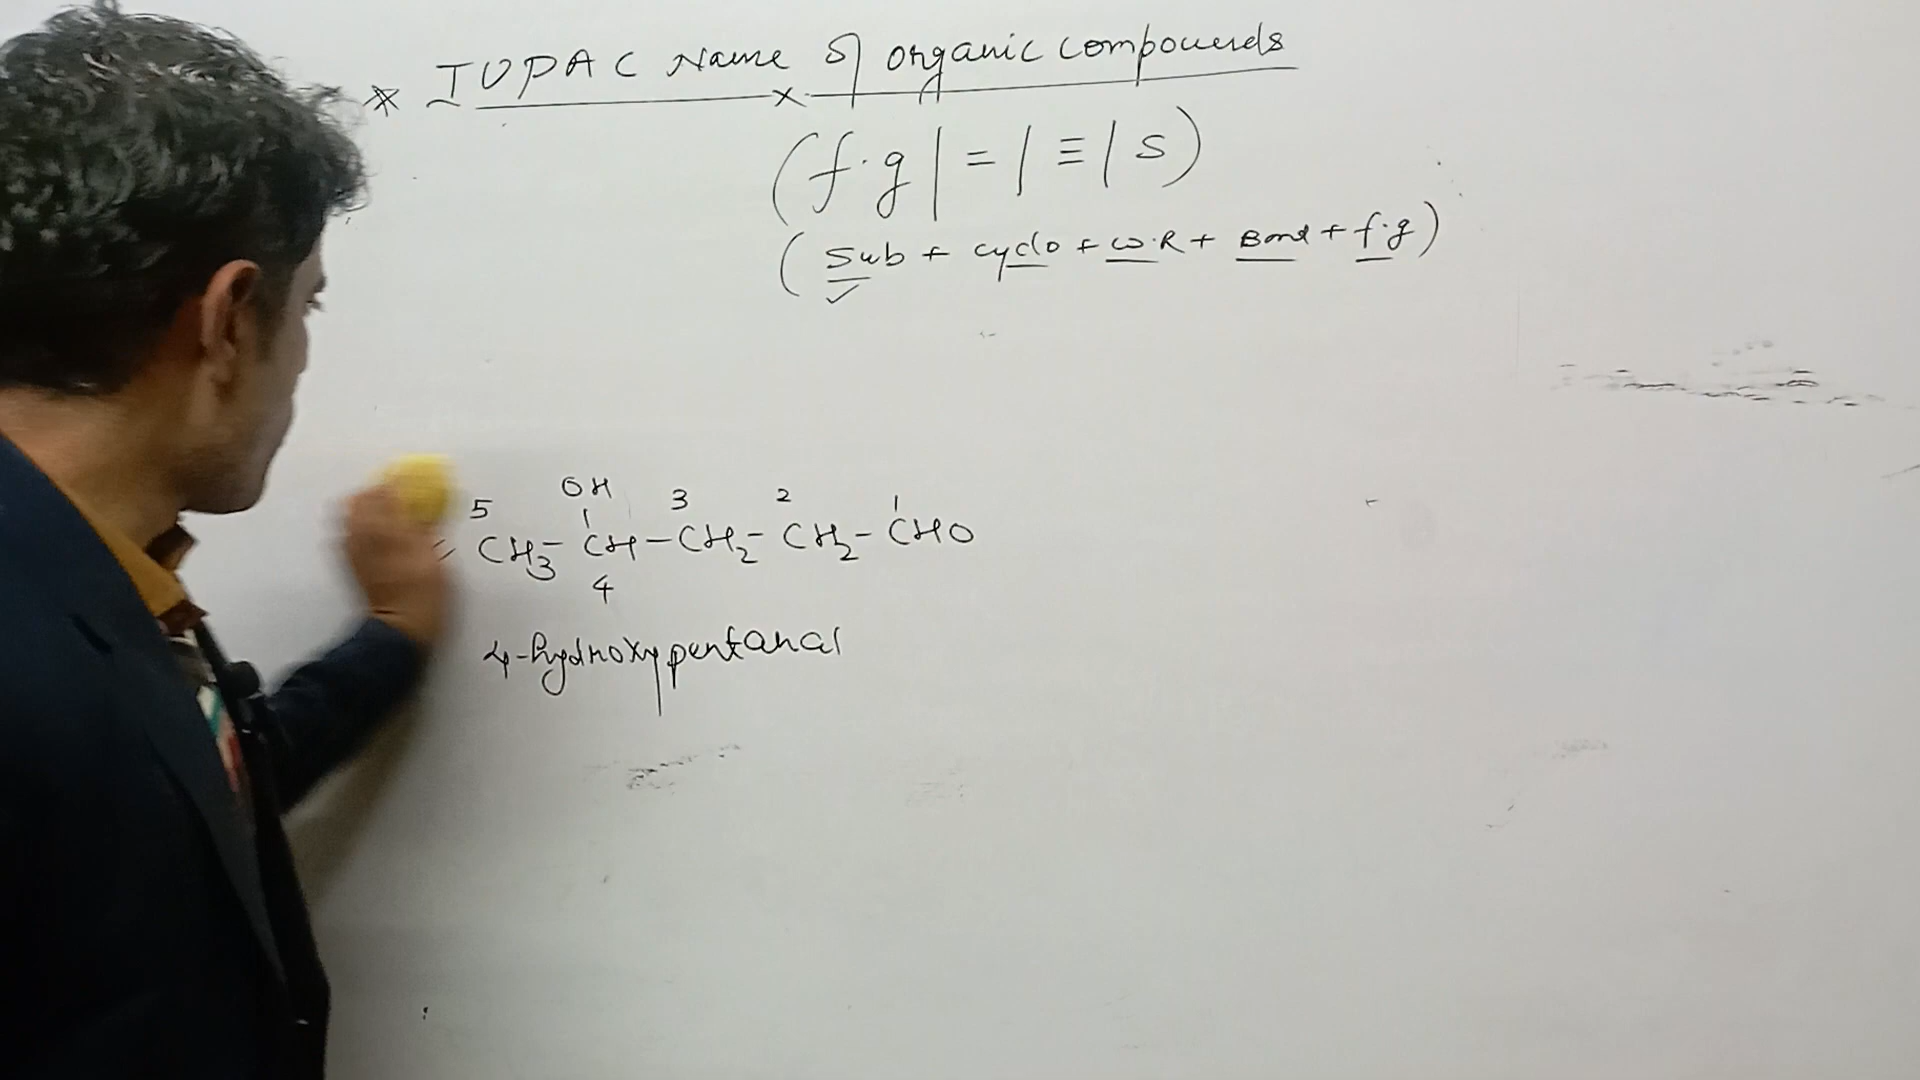 * IUPAC Name of organic compounds
(f.g | = | ≡ | S)
(Sub + cyclo + W.R + Bond + f.g)
5 OH 3 2 1
= CH3 - CH - CH2 - CH2 - CHO
4
4-hydroxypentanal